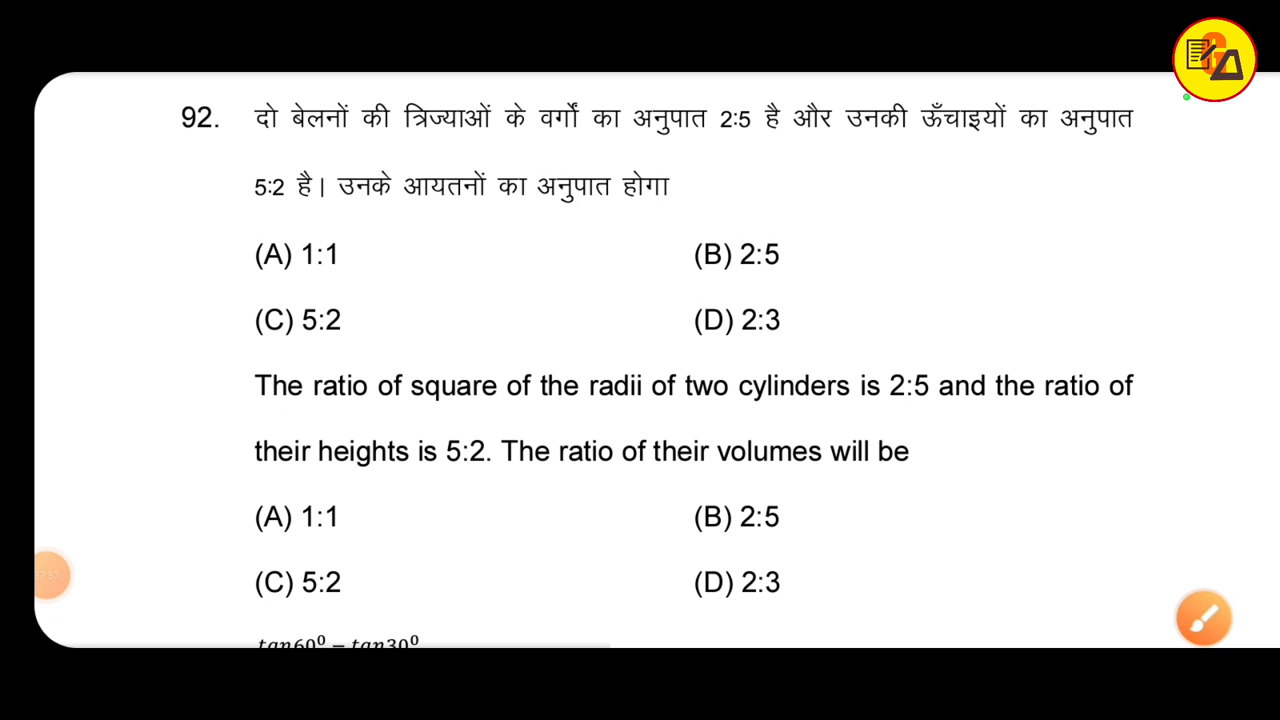 92. दो बेलनों की त्रिज्याओं के वर्गों का अनुपात 2:5 है और उनकी ऊँचाइयों का अनुपात
5:2 है। उनके आयतनों का अनुपात होगा
(A) 1:1 (B) 2:5
(C) 5:2 (D) 2:3
The ratio of square of the radii of two cylinders is 2:5 and the ratio of
their heights is 5:2. The ratio of their volumes will be
(A) 1:1 (B) 2:5
(C) 5:2 (D) 2:3
tan60⁰ − tan30⁰